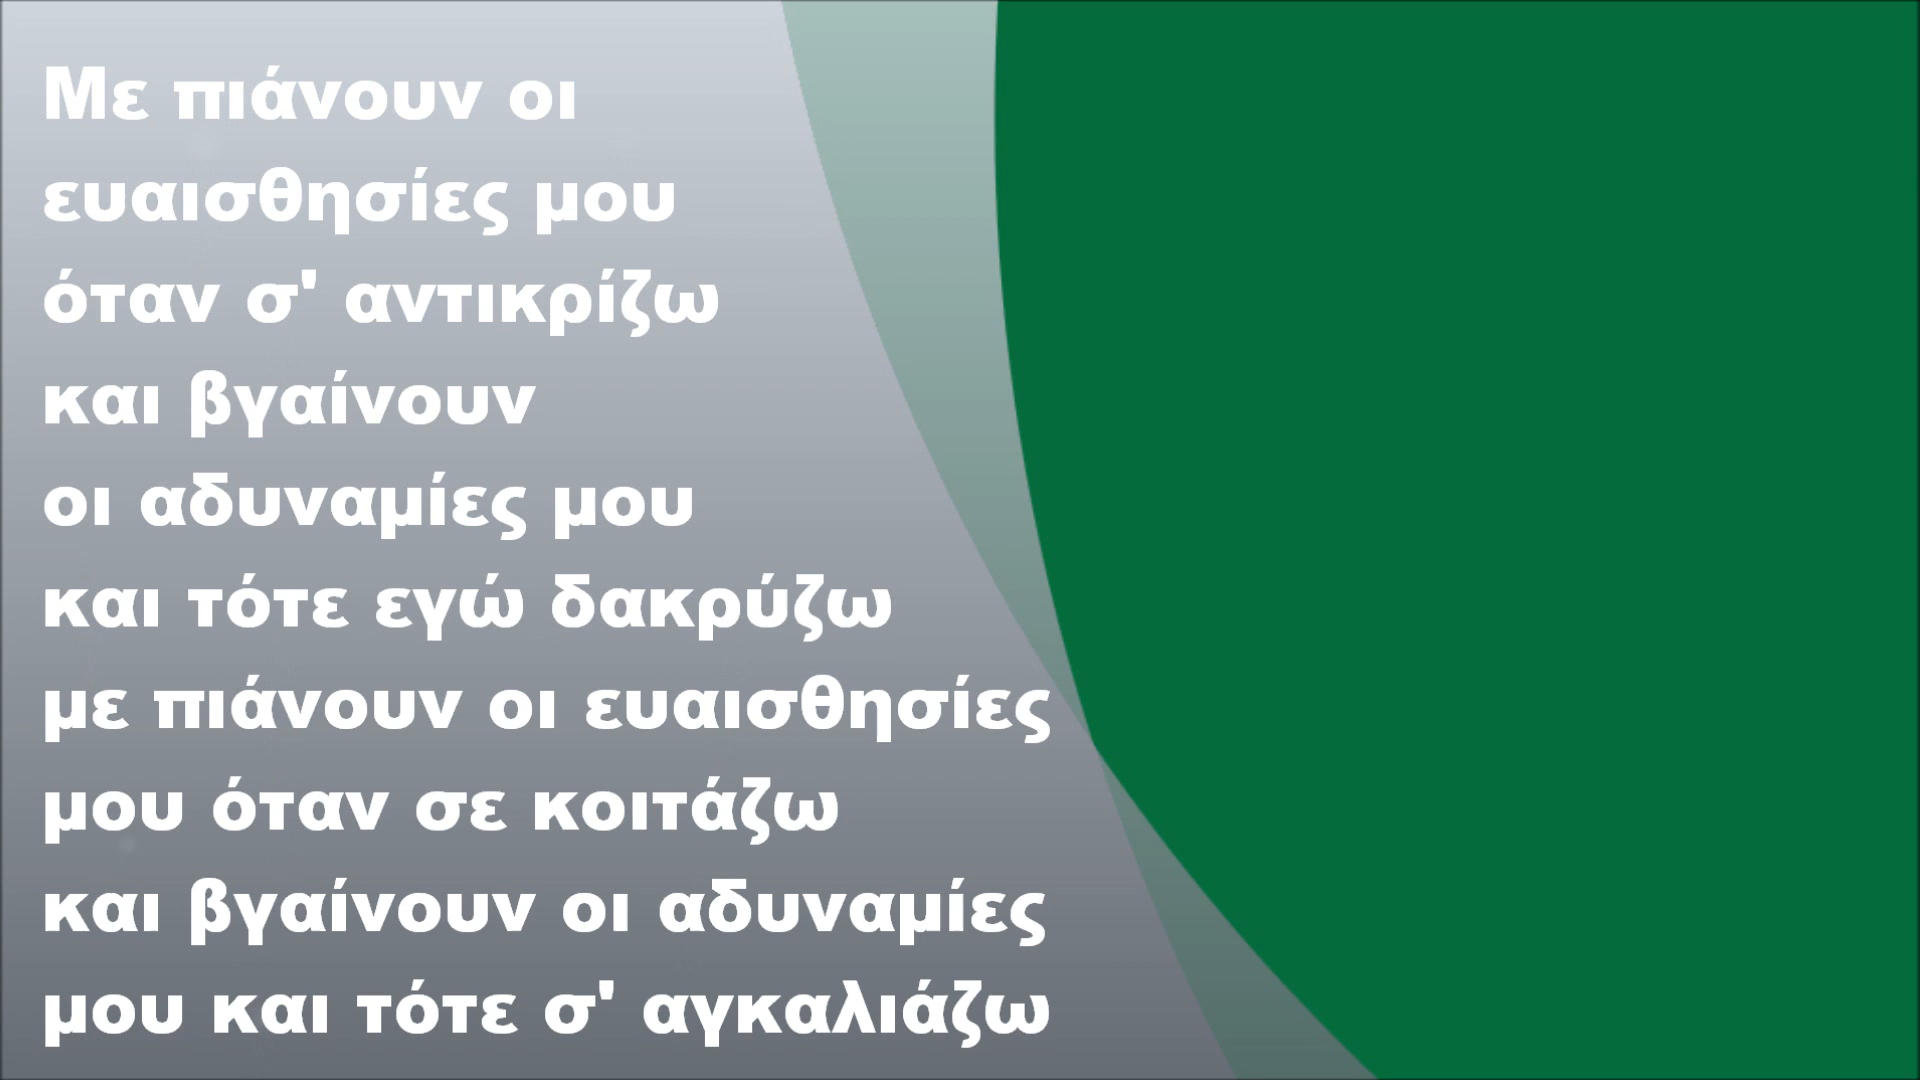 Με πιάνουν οι
ευαισθησίες μου
όταν σ' αντικρίζω
και βγαίνουν
οι αδυναμίες μου
και τότε εγώ δακρύζω
με πιάνουν οι ευαισθησίες
μου όταν σε κοιτάζω
και βγαίνουν οι αδυναμίες
μου και τότε σ' αγκαλιάζω